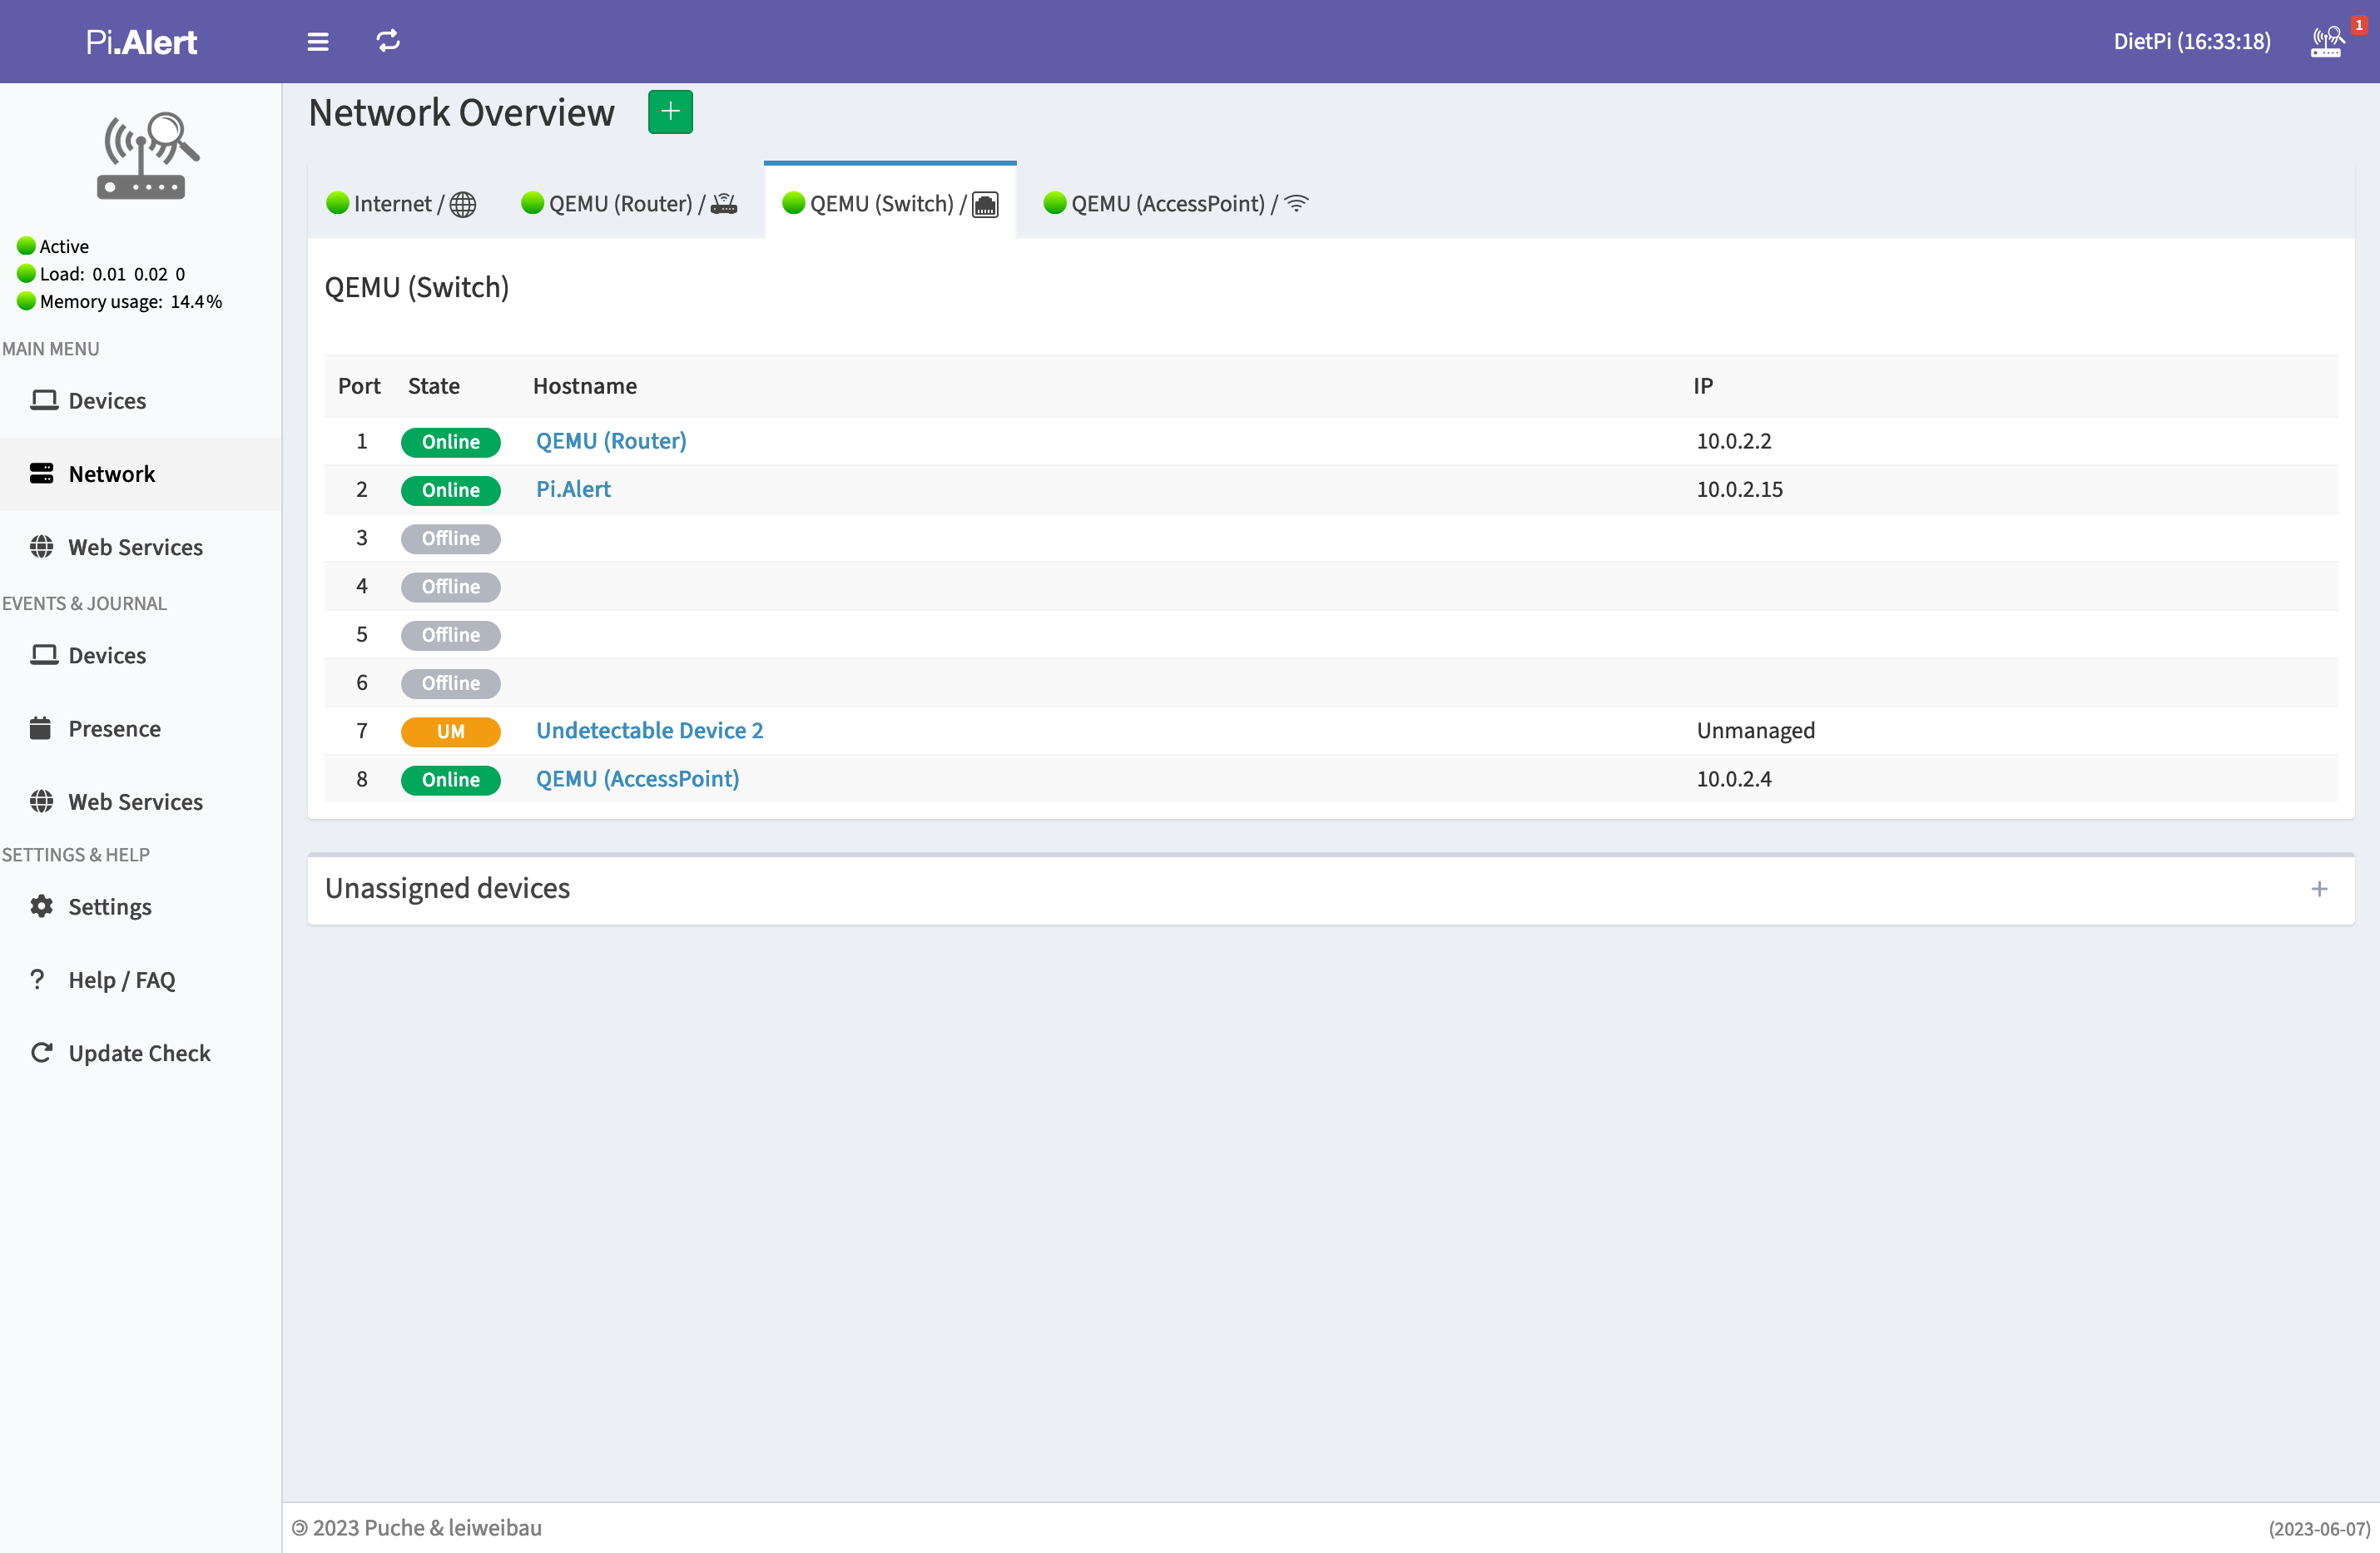 Pi.Alert
DietPi (16:33:18)
1
Active
Load: 0.01 0.02 0
Memory usage: 14.4%
MAIN MENU
Devices
Network
Web Services
EVENTS & JOURNAL
Devices
Presence
Web Services
SETTINGS & HELP
Settings
? Help / FAQ
Update Check
Network Overview +
Internet / QEMU (Router) / QEMU (Switch) / QEMU (AccessPoint) /
QEMU (Switch)
Port State Hostname IP
1 Online QEMU (Router) 10.0.2.2
2 Online Pi.Alert 10.0.2.15
3 Offline
4 Offline
5 Offline
6 Offline
7 UM Undetectable Device 2 Unmanaged
8 Online QEMU (AccessPoint) 10.0.2.4
Unassigned devices +
🄯 2023 Puche & leiweibau (2023-06-07)